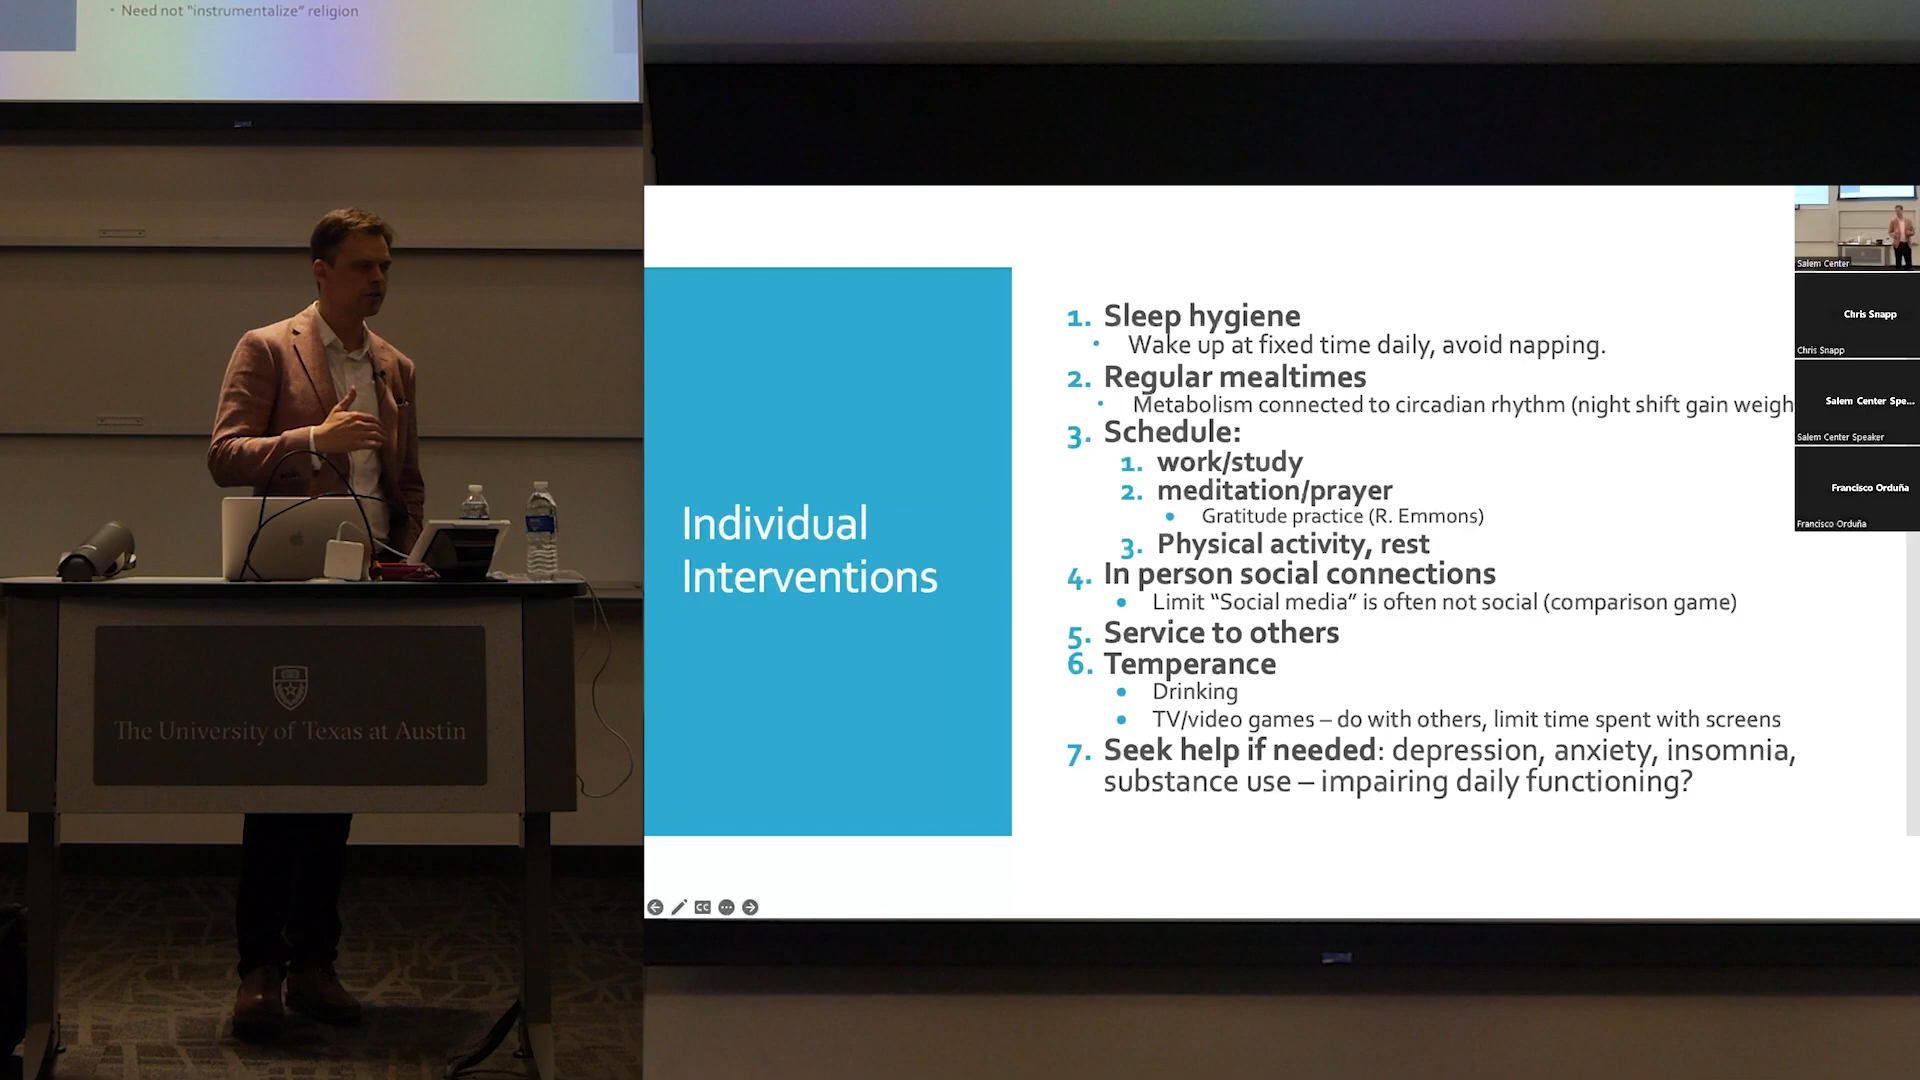 • Need not "instrumentalize" religion
The University of Texas at Austin
Individual
Interventions
1. Sleep hygiene
• Wake up at fixed time daily, avoid napping.
2. Regular mealtimes
• Metabolism connected to circadian rhythm (night shift gain weigh
3. Schedule:
1. work/study
2. meditation/prayer
• Gratitude practice (R. Emmons)
3. Physical activity, rest
4. In person social connections
• Limit “Social media” is often not social (comparison game)
5. Service to others
6. Temperance
• Drinking
• TV/video games – do with others, limit time spent with screens
7. Seek help if needed: depression, anxiety, insomnia,
substance use – impairing daily functioning?
CC
Salem Center
Chris Snapp
Chris Snapp
Salem Center Spe...
Salem Center Speaker
Francisco Orduña
Francisco Orduña